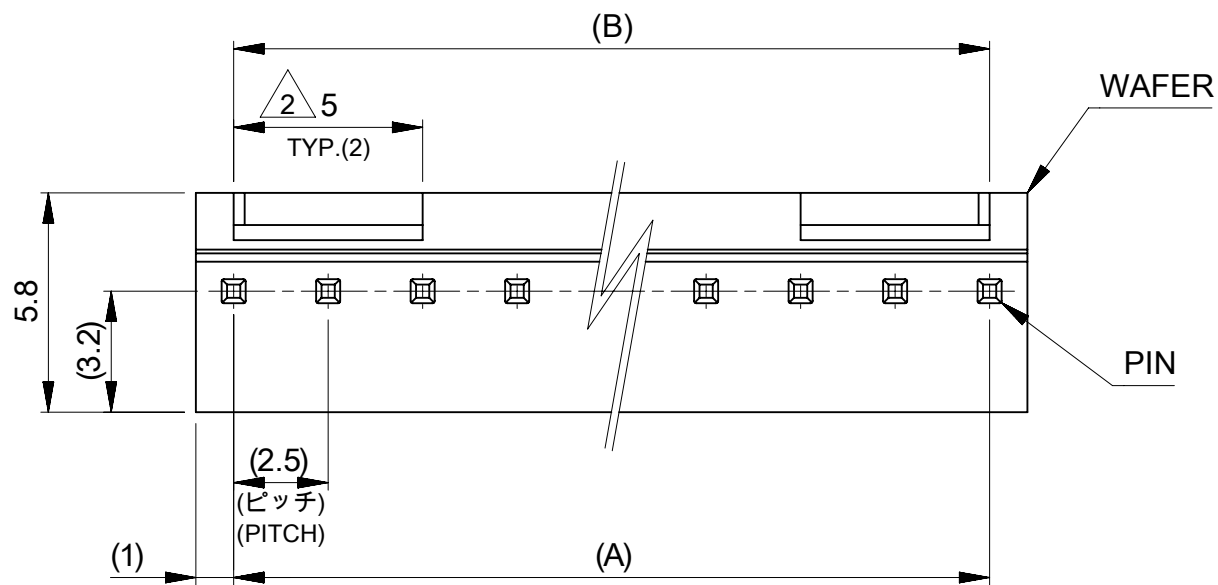 (B)
2 5
TYP.(2)
WAFER
5.8
(3.2)
PIN
(2.5)
(ピッチ)
(PITCH)
(1)
(A)